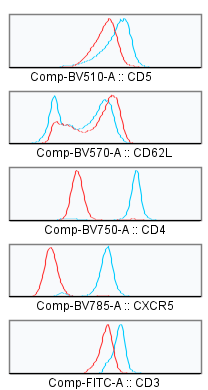 Comp-BV510-A :: CD5
Comp-BV570-A :: CD62L
Comp-BV750-A :: CD4
Comp-BV785-A :: CXCR5
Comp-FITC-A :: CD3